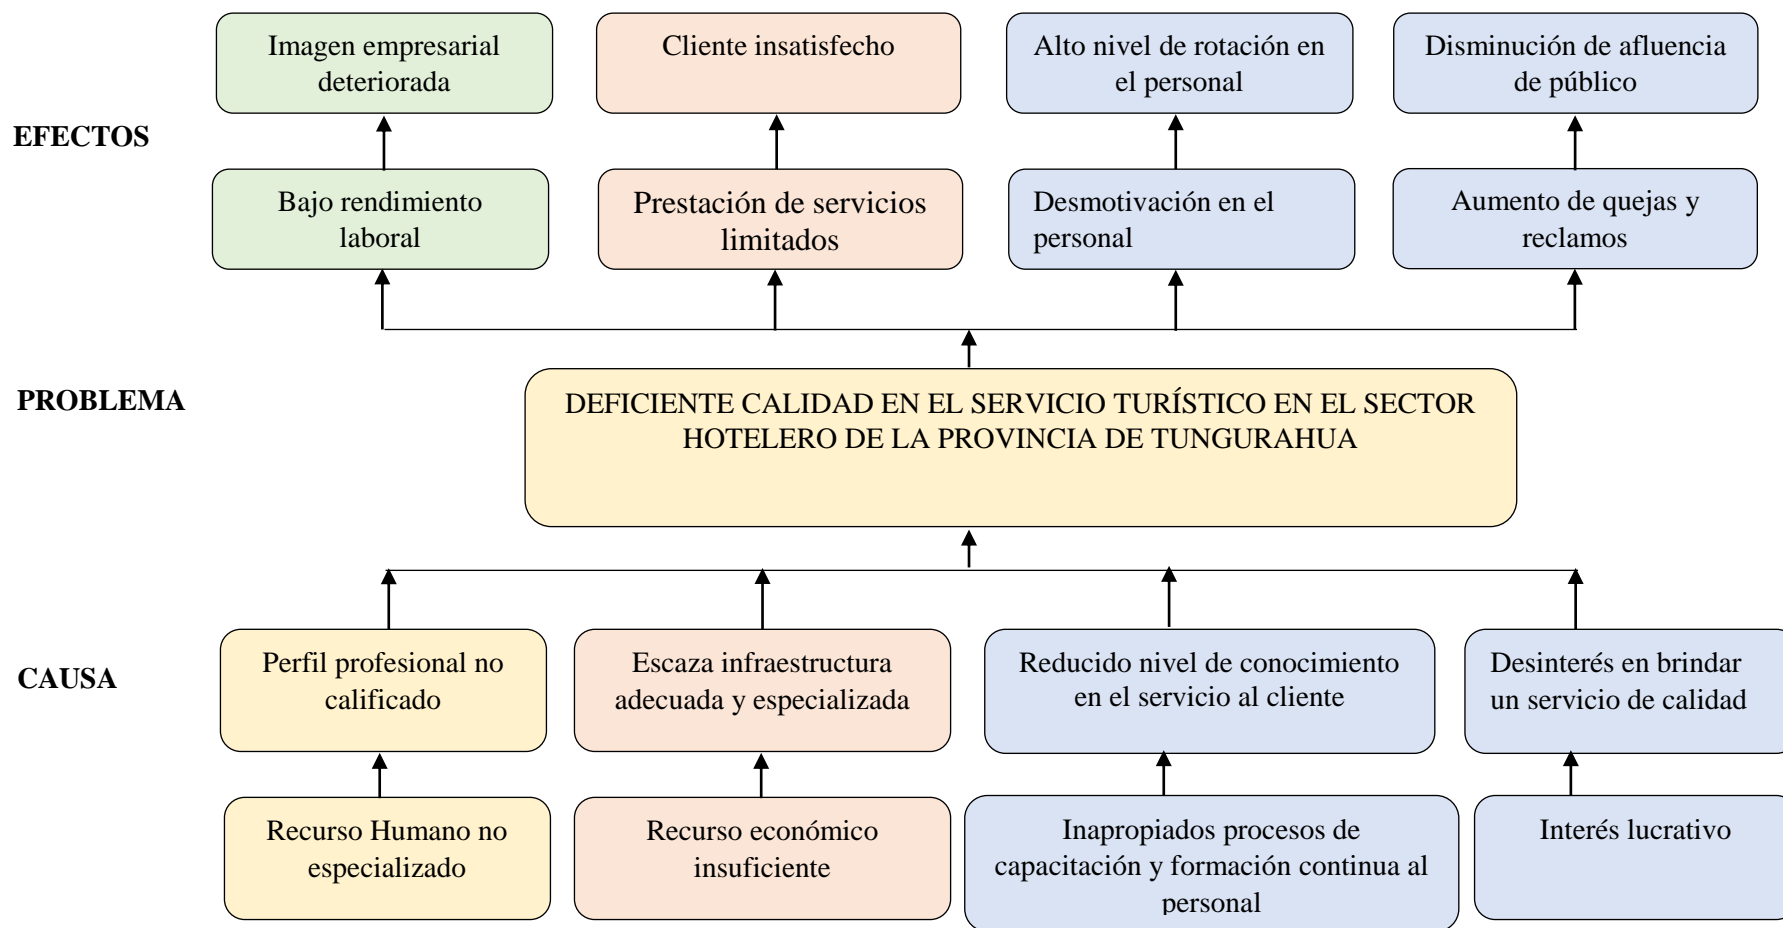 Imagen empresarial
deteriorada
Cliente insatisfecho
Alto nivel de rotación en
el personal
Disminución de afluencia
de público
EFECTOS
Bajo rendimiento
laboral
Prestación de servicios
limitados
Desmotivación en el
personal
Aumento de quejas y
reclamos
PROBLEMA
DEFICIENTE CALIDAD EN EL SERVICIO TURÍSTICO EN EL SECTOR
HOTELERO DE LA PROVINCIA DE TUNGURAHUA
CAUSA
Perfil profesional no
calificado
Escaza infraestructura
adecuada y especializada
Reducido nivel de conocimiento
en el servicio al cliente
Desinterés en brindar
un servicio de calidad
Recurso Humano no
especializado
Recurso económico
insuficiente
Inapropiados procesos de
capacitación y formación continua al
personal
Interés lucrativo